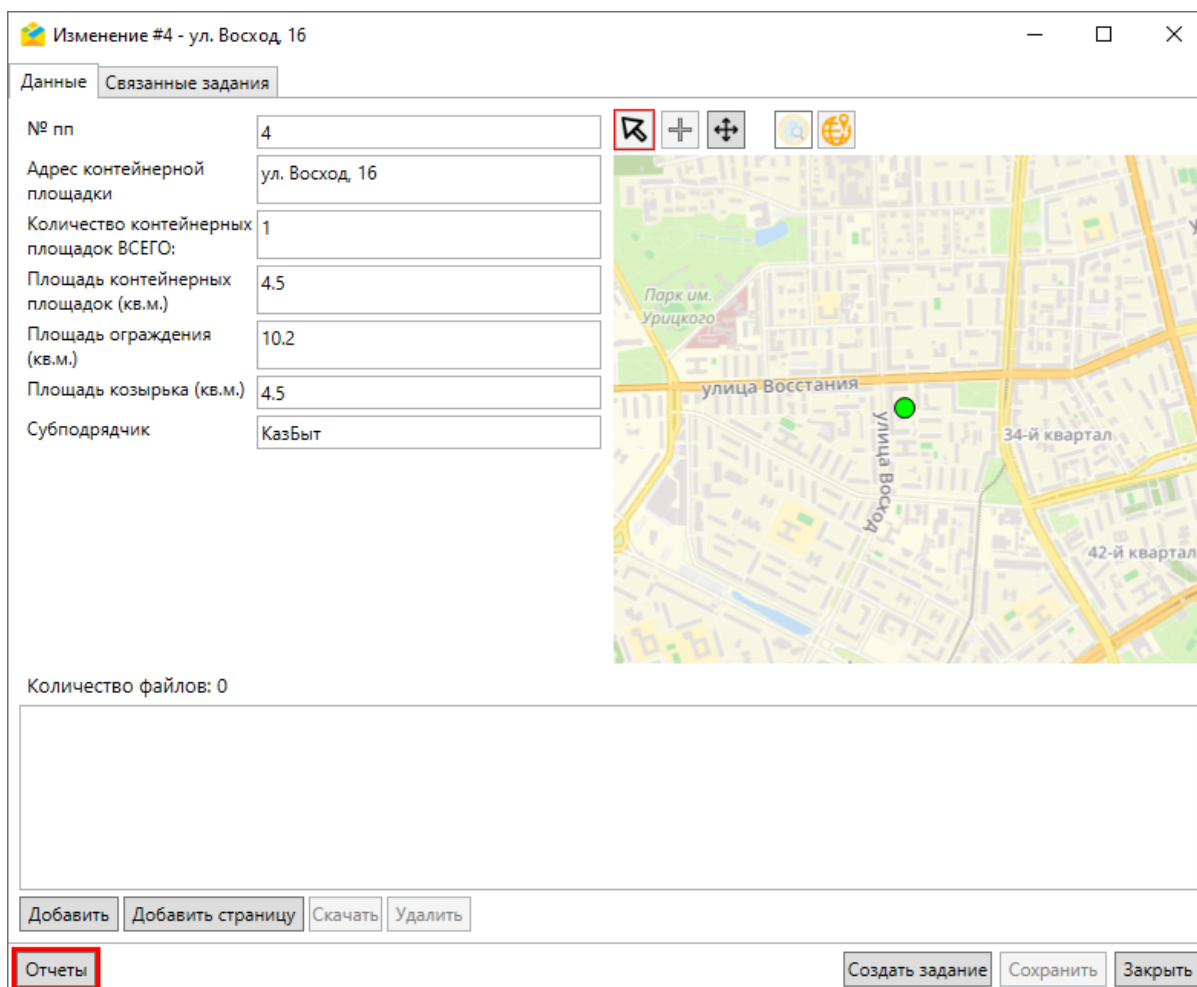 Изменение #4 - ул. Восход, 16
Данные
Связанные задания
№ пп
4
Адрес контейнерной
площадки
ул. Восход, 16
Количество контейнерных
площадок ВСЕГО:
1
Площадь контейнерных
площадок (кв.м.)
4.5
Площадь ограждения
(кв.м.)
10.2
Площадь козырька (кв.м.)
4.5
Субподрядчик
КазБыт
Парк им.
Урицкого
улица Восстания
улица Восход
34-й квартал
42-й квартал
Количество файлов: 0
Добавить
Добавить страницу
Скачать
Удалить
Отчеты
Создать задание
Сохранить
Закрыть